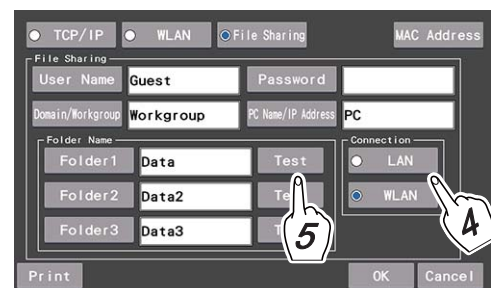 TCP/IP WLAN File Sharing MAC Address
File Sharing
User Name Guest Password
Domain/Workgroup Workgroup PC Name/IP Address PC
Folder Name
Connection
Folder1 Data Test
LAN
Folder2 Data2
WLAN
Folder3 Data3
4
5
Print OK Cancel